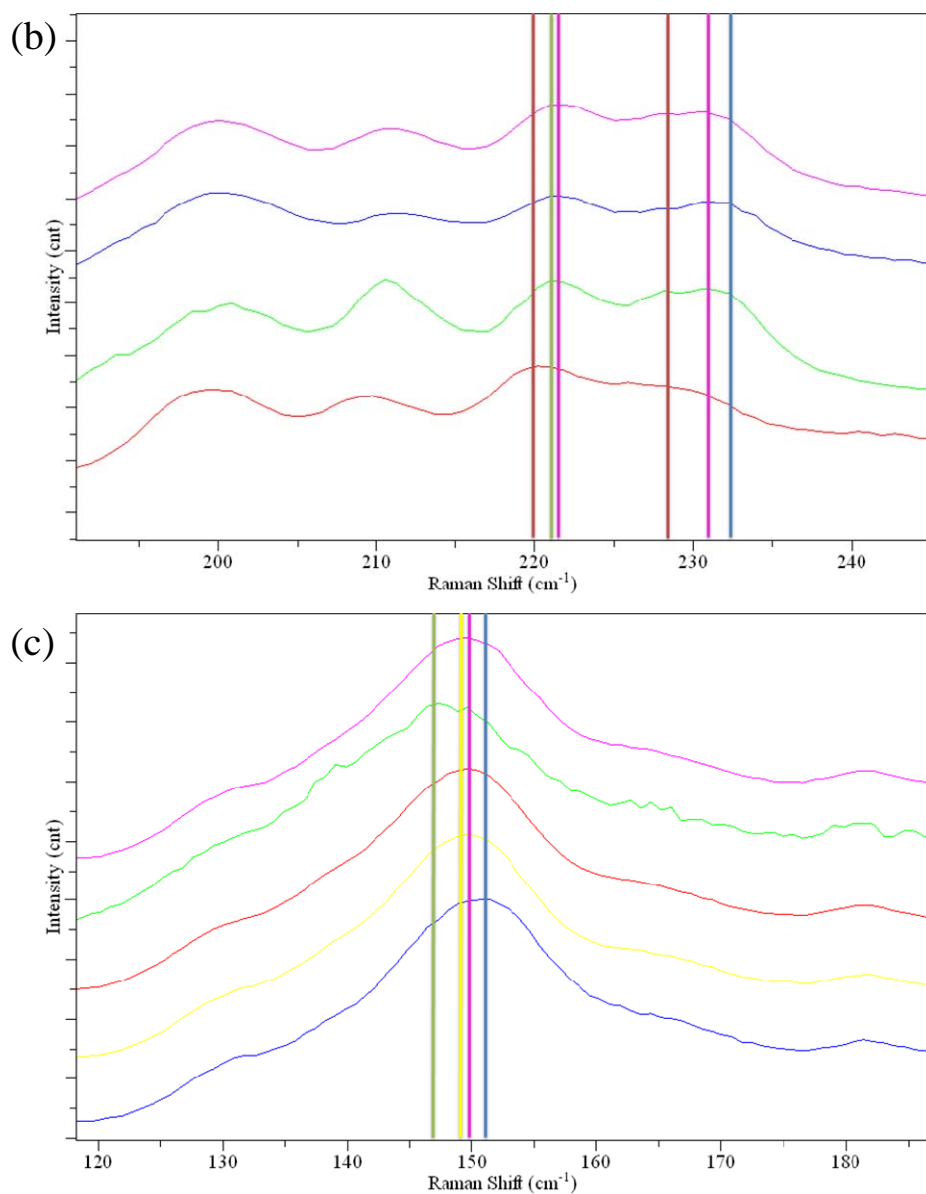 (b)
Intensity (cnt)
200 210 220 230 240
Raman Shift (cm⁻¹)
(c)
Intensity (cnt)
120 130 140 150 160 170 180
Raman Shift (cm⁻¹)